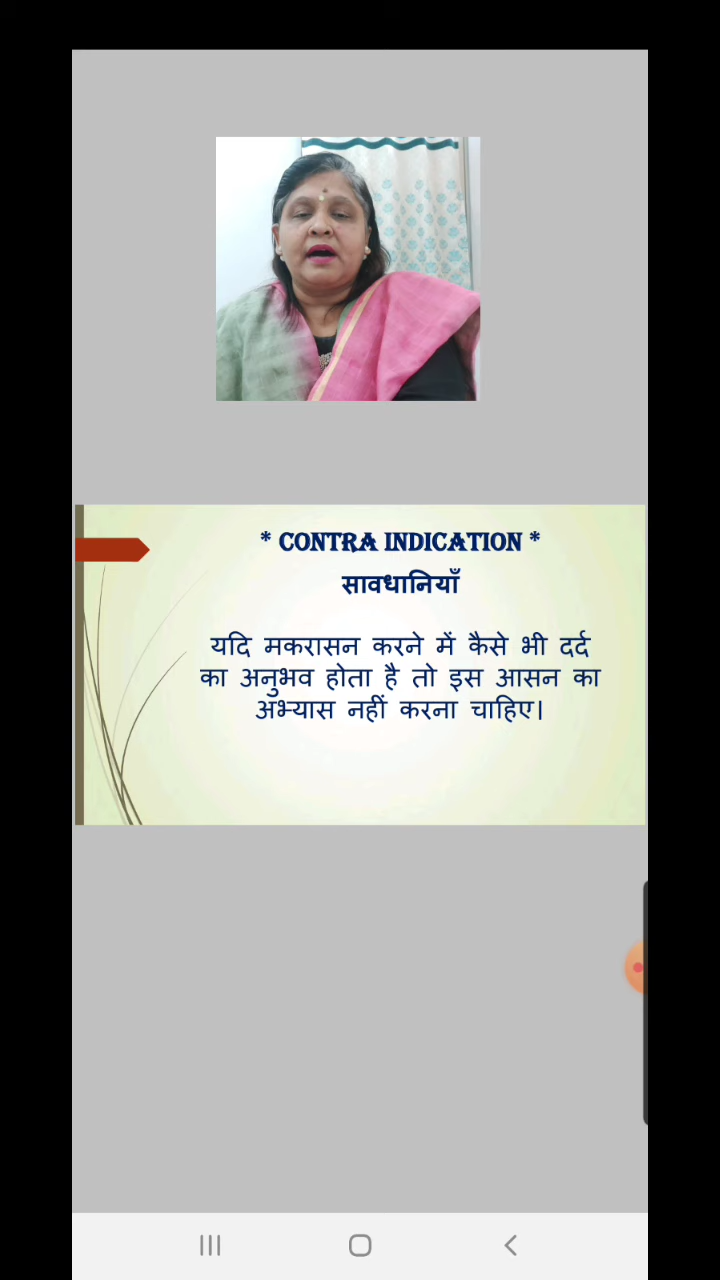 * CONTRA INDICATION *
सावधानियाँ
यदि मकरासन करने में कैसे भी दर्द
का अनुभव होता है तो इस आसन का
अभ्यास नहीं करना चाहिए।